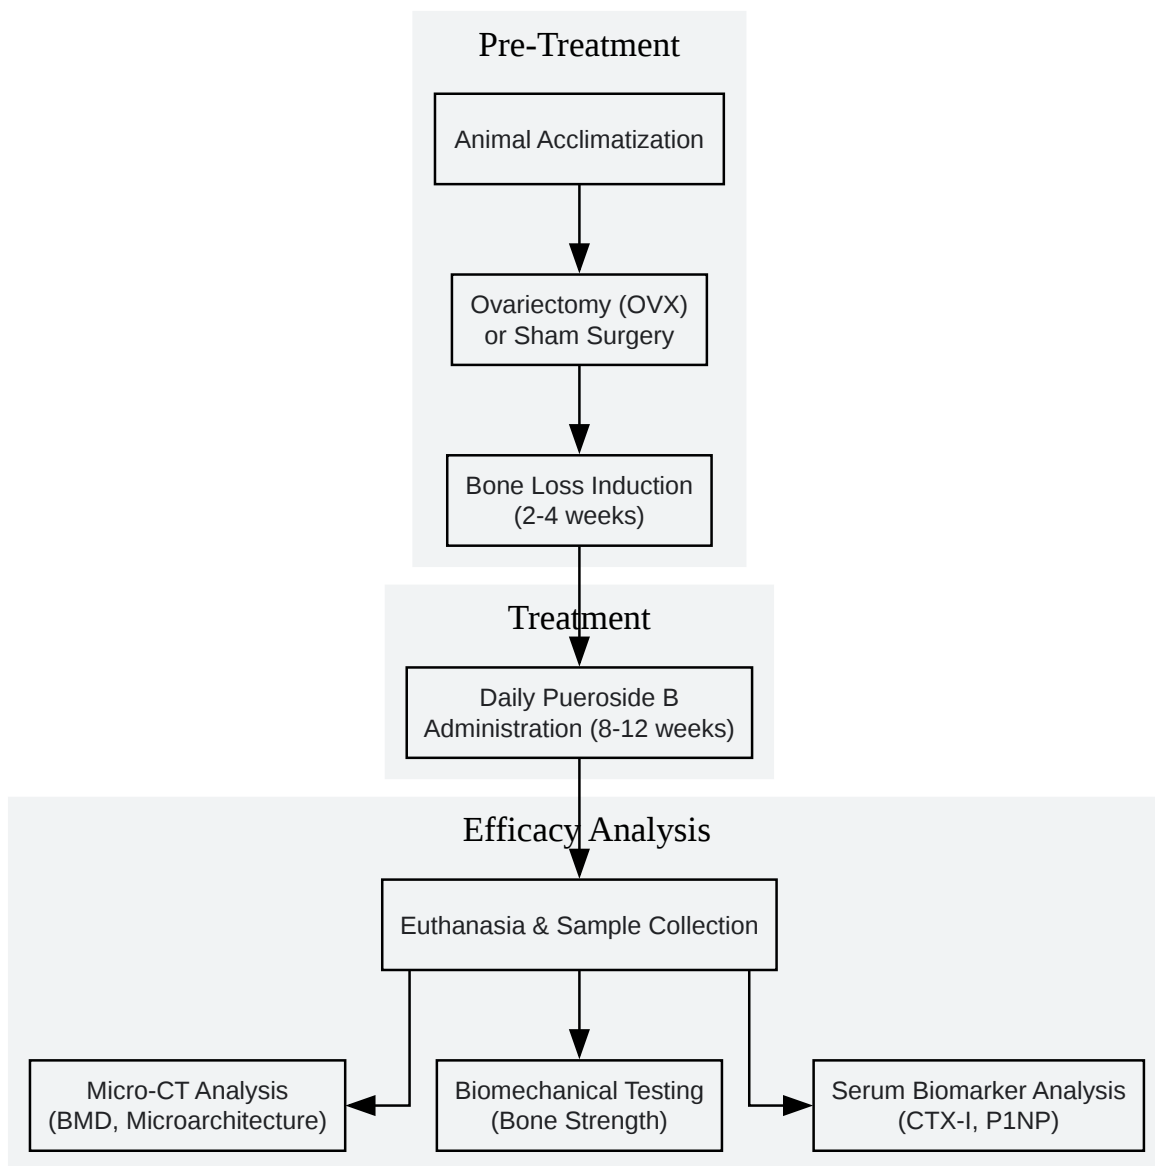 Pre-Treatment
Animal Acclimatization
Ovariectomy (OVX)
or Sham Surgery
Bone Loss Induction
(2-4 weeks)
Treatment
Daily Pueroside B
Administration (8-12 weeks)
Efficacy Analysis
Euthanasia & Sample Collection
Micro-CT Analysis
(BMD, Microarchitecture)
Biomechanical Testing
(Bone Strength)
Serum Biomarker Analysis
(CTX-I, P1NP)